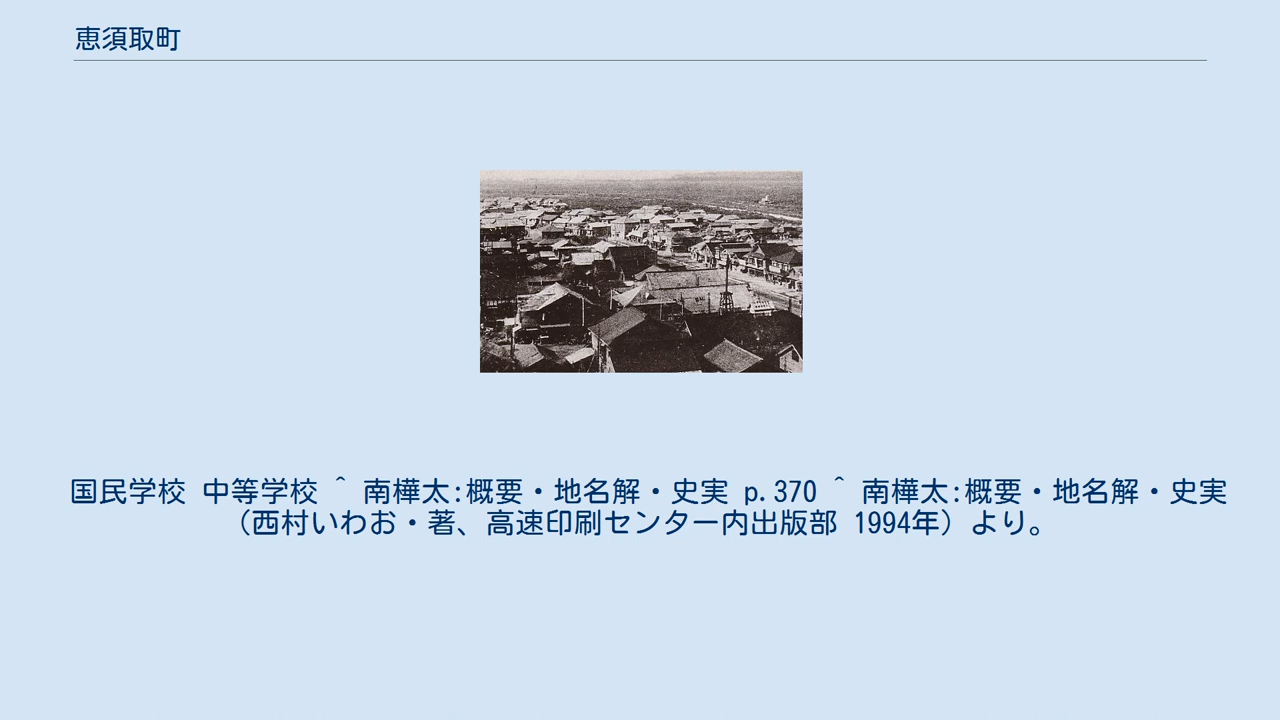 恵須取町
国民学校 中等学校 ^ 南樺太:概要・地名解・史実 p.370 ^ 南樺太:概要・地名解・史実
（西村いわお・著、高速印刷センター内出版部 1994年）より。